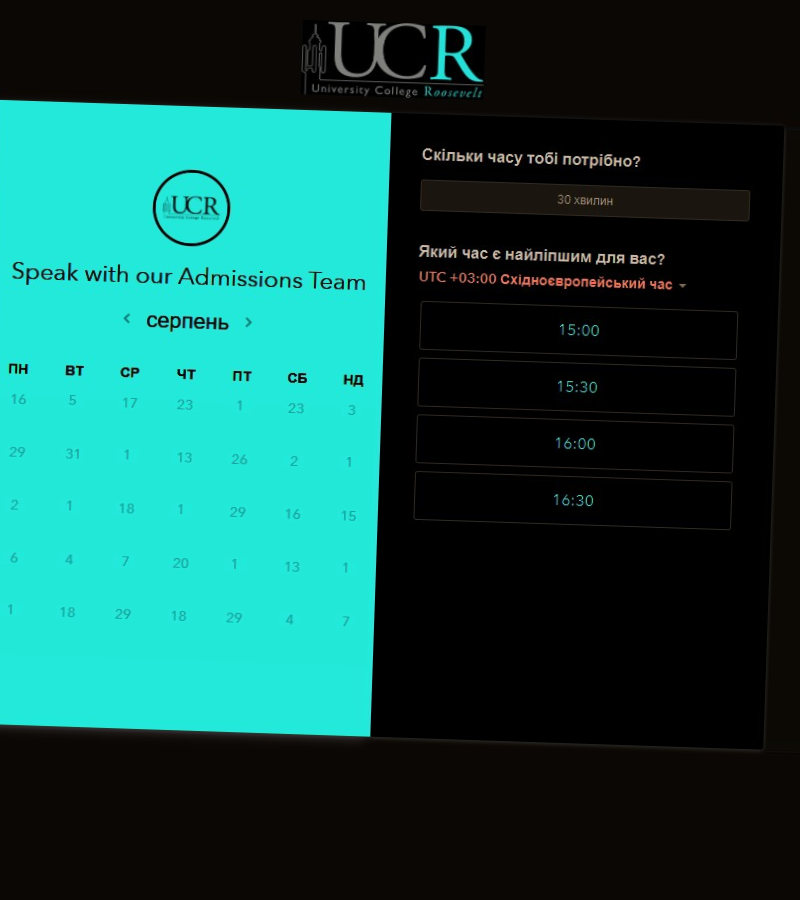 UCR
University College Roosevelt
UCR
Speak with our Admissions Team
серпень
ПН ВТ СР ЧТ ПТ СБ НД
16 5 17 23 1 23 3
29 31 1 13 26 2 1
2 1 18 1 29 16 15
6 4 7 20 1 13 1
1 18 29 18 29 4 7
Скільки часу тобі потрібно?
30 хвилин
Який час є найліпшим для вас?
UTC +03:00 Східноєвропейський час
15:00
15:30
16:00
16:30